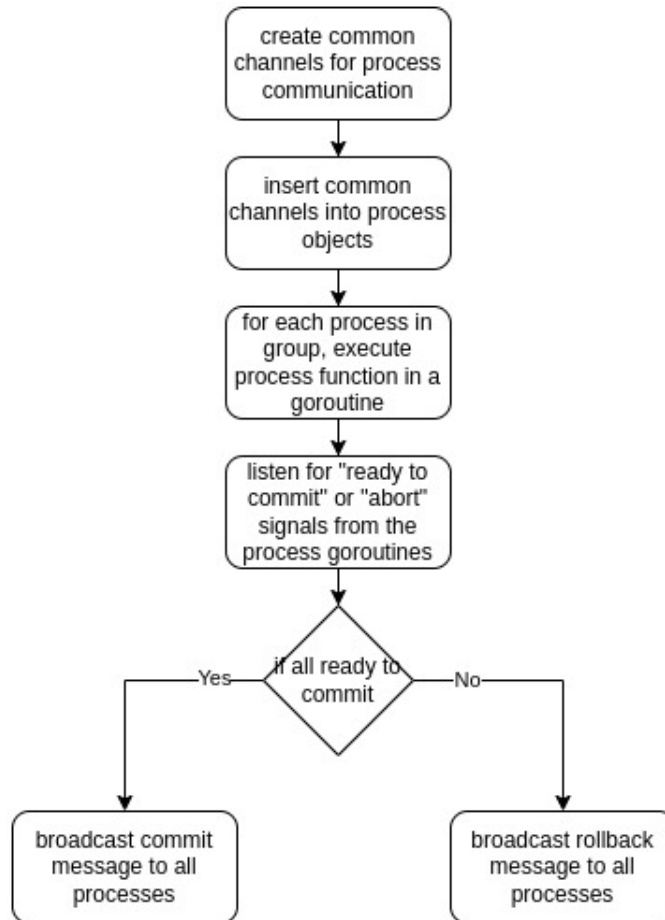 create common
channels for process
communication
insert common
channels into process
objects
for each process in
group, execute
process function in a
goroutine
listen for "ready to
commit" or "abort"
signals from the
process goroutines
if all ready to
commit
Yes
No
broadcast commit
message to all
processes
broadcast rollback
message to all
processes